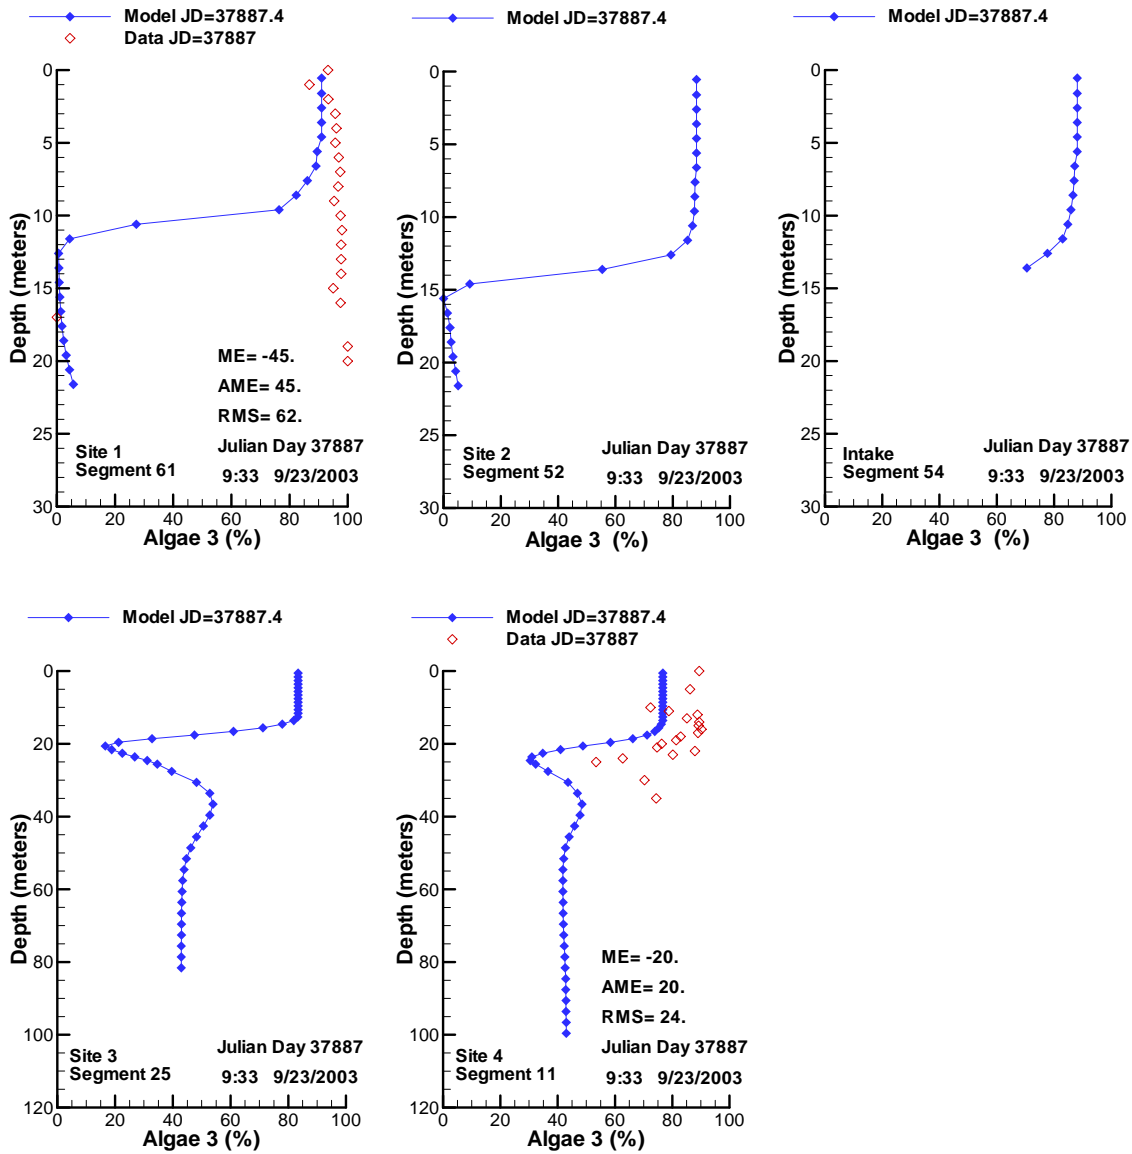 Model JD=37887.4
Data JD=37887
0
5
10
15
20
25
30
Depth (meters)
ME= -45.
AME= 45.
RMS= 62.
Site 1
Segment 61
Julian Day 37887
9:33 9/23/2003
0 20 40 60 80 100
Algae 3 (%)
Model JD=37887.4
0
5
10
15
20
25
30
Depth (meters)
Site 2
Segment 52
Julian Day 37887
9:33 9/23/2003
0 20 40 60 80 100
Algae 3 (%)
Model JD=37887.4
0
5
10
15
20
25
30
Depth (meters)
Intake
Segment 54
Julian Day 37887
9:33 9/23/2003
0 20 40 60 80 100
Algae 3 (%)
Model JD=37887.4
0
20
40
60
80
100
120
Depth (meters)
Site 3
Segment 25
Julian Day 37887
9:33 9/23/2003
0 20 40 60 80 100
Algae 3 (%)
Model JD=37887.4
Data JD=37887
0
20
40
60
80
100
120
Depth (meters)
ME= -20.
AME= 20.
RMS= 24.
Site 4
Segment 11
Julian Day 37887
9:33 9/23/2003
0 20 40 60 80 100
Algae 3 (%)